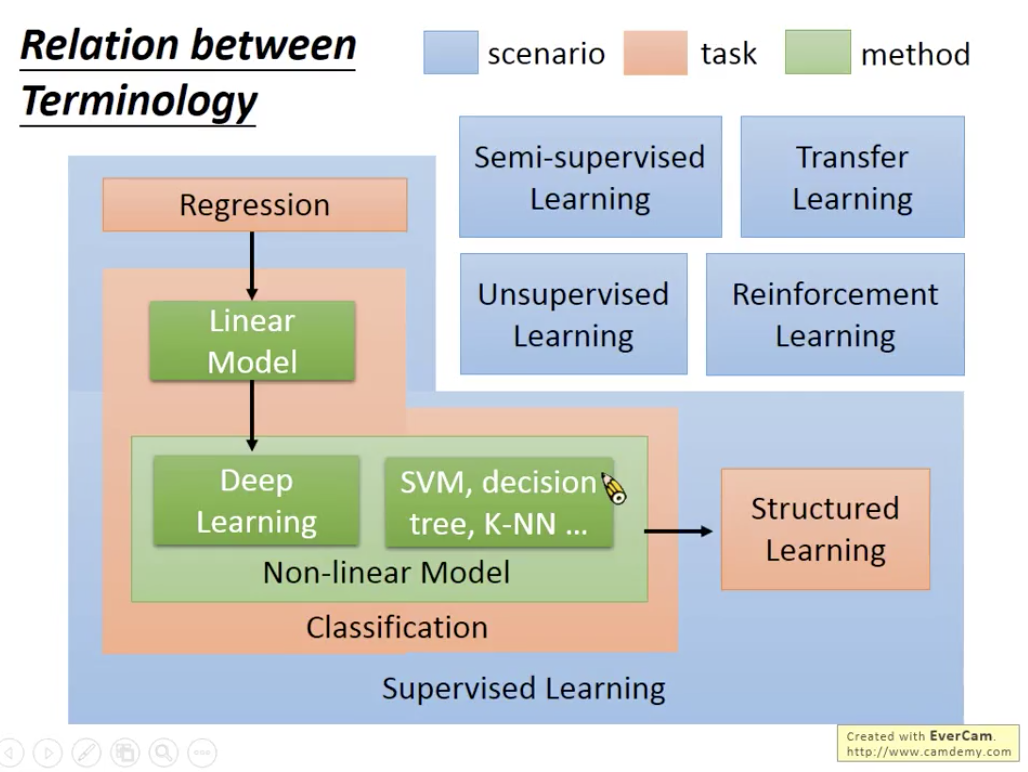 Relation between
Terminology
scenario
task
method
Semi-supervised
Learning
Transfer
Learning
Regression
Unsupervised
Learning
Reinforcement
Learning
Linear
Model
Deep
Learning
SVM, decision
tree, K-NN ...
Non-linear Model
Structured
Learning
Classification
Supervised Learning
Created with EverCam.
http://www.camdemy.com